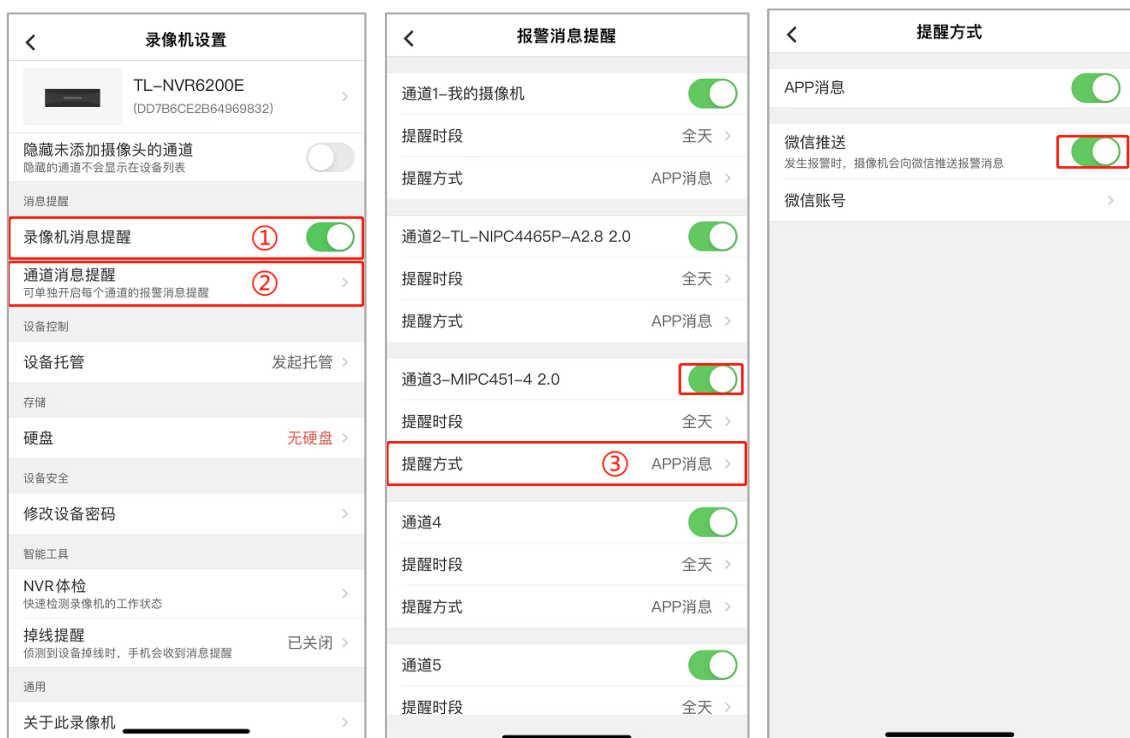 录像机设置
TL-NVR6200E
(DD7B6CE2B64969832)
隐藏未添加摄像头的通道
隐藏的通道不会显示在设备列表
消息提醒
录像机消息提醒 ①
通道消息提醒 ②
可单独开启每个通道的报警消息提醒
设备控制
设备托管 发起托管
存储
硬盘 无硬盘
设备安全
修改设备密码
智能工具
NVR体检
快速检测录像机的工作状态
掉线提醒 已关闭
侦测到设备掉线时，手机会收到消息提醒
通用
关于此录像机
报警消息提醒
通道1-我的摄像机
提醒时段 全天
提醒方式 APP消息
通道2-TL-NIPC4465P-A2.8 2.0
提醒时段 全天
提醒方式 APP消息
通道3-MIPC451-4 2.0
提醒时段 全天
提醒方式 ③ APP消息
通道4
提醒时段 全天
提醒方式 APP消息
通道5
提醒时段 全天
提醒方式
APP消息
微信推送
发生报警时，摄像机会向微信推送报警消息
微信账号